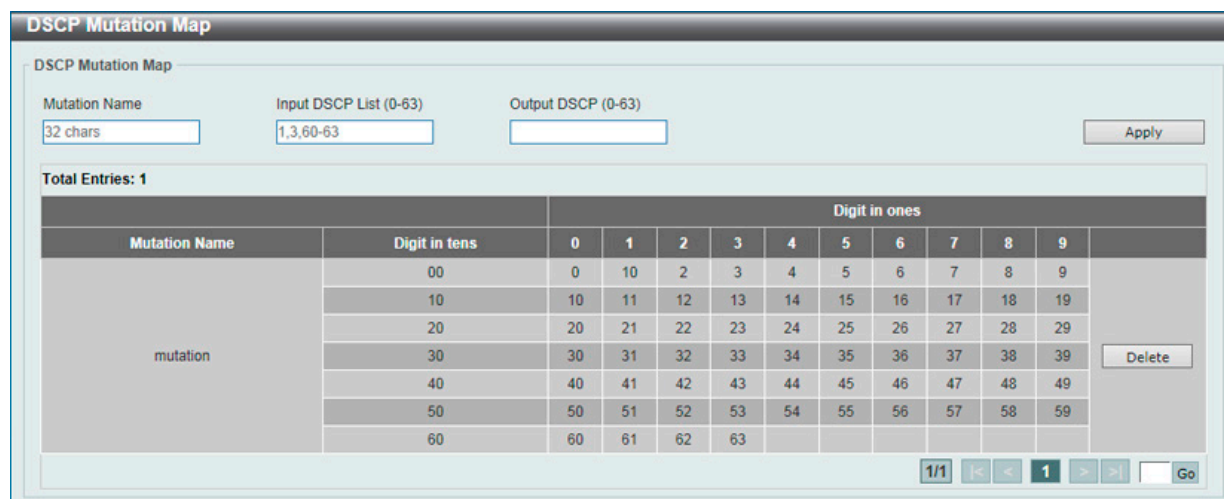 DSCP Mutation Map
DSCP Mutation Map
Mutation Name Input DSCP List (0-63) Output DSCP (0-63)
32 chars 1,3,60-63 Apply
Total Entries: 1
Digit in ones
Mutation Name Digit in tens 0 1 2 3 4 5 6 7 8 9
00 0 10 2 3 4 5 6 7 8 9
10 10 11 12 13 14 15 16 17 18 19
20 20 21 22 23 24 25 26 27 28 29
mutation 30 30 31 32 33 34 35 36 37 38 39 Delete
40 40 41 42 43 44 45 46 47 48 49
50 50 51 52 53 54 55 56 57 58 59
60 60 61 62 63
1/1 |< < 1 > >| Go